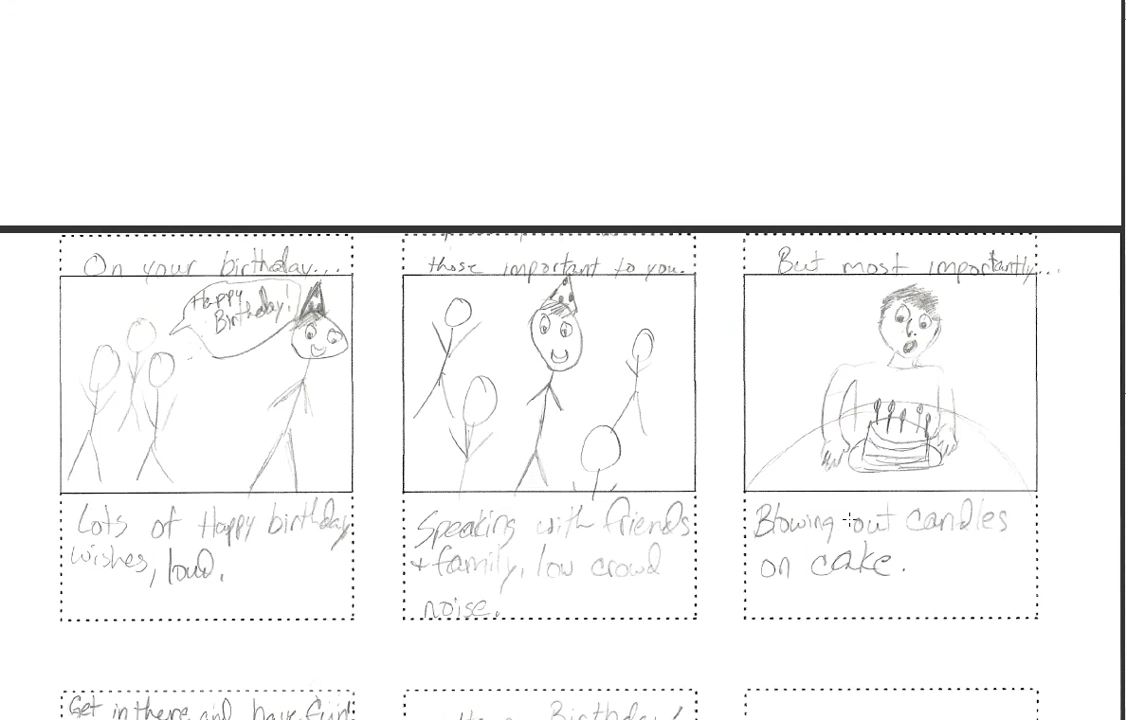 On your birthday...
those important to you.
But most importantly...
Happy
Birthday!
Lots of Happy birthday
wishes, loud.
Speaking with friends
+ family, low crowd
noise.
Blowing out candles
on cake.
Get in there and have fun!
Birthday!